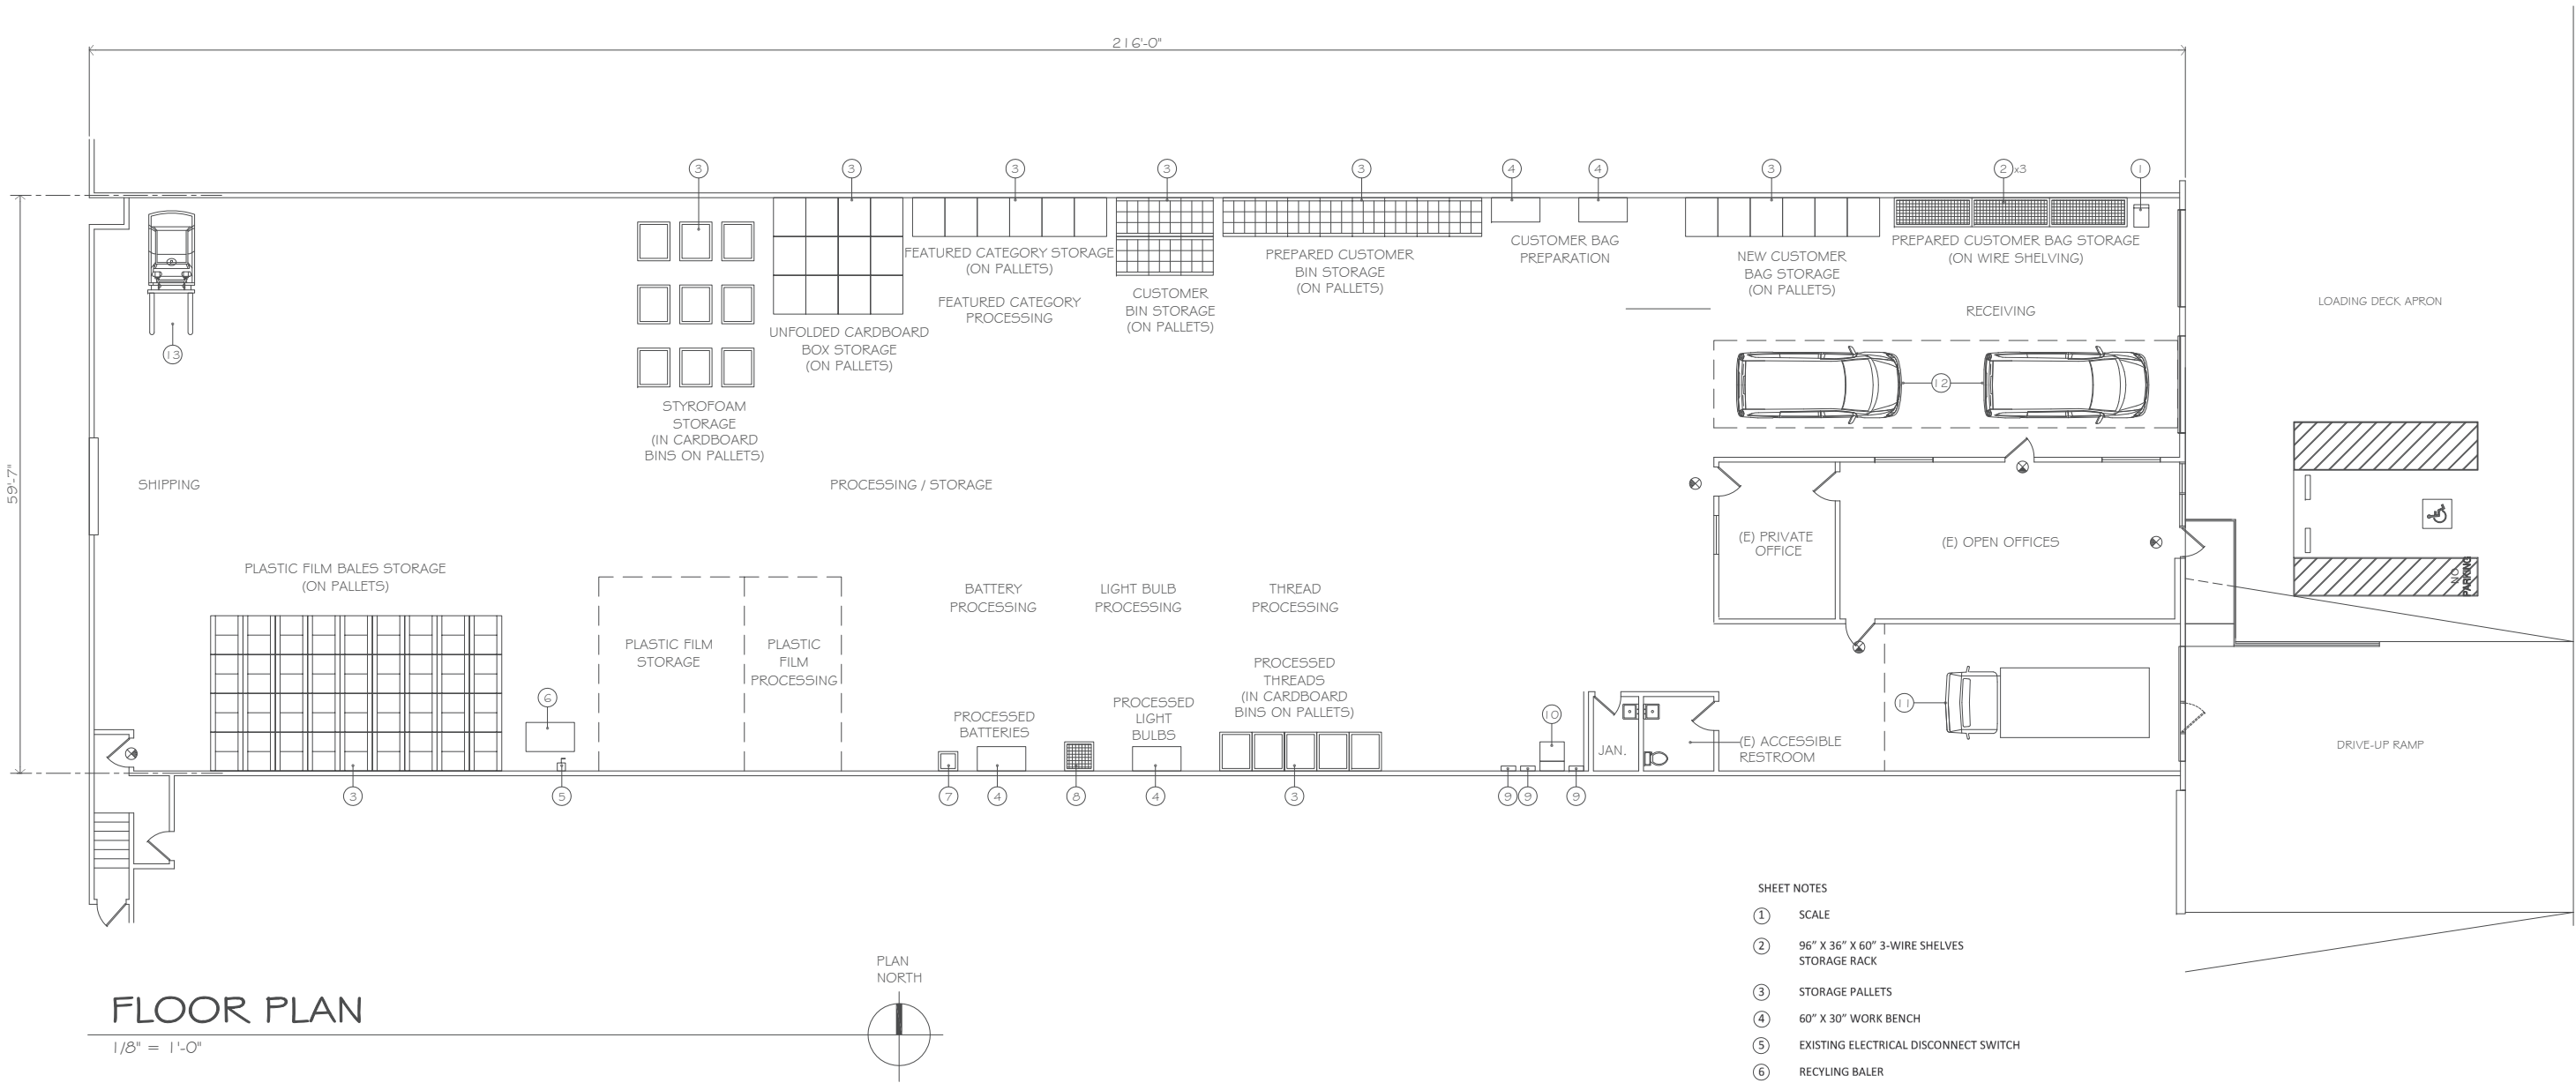 216'-0"
3
3
3
3
3
4
4
3
2 x3
1
FEATURED CATEGORY STORAGE
(ON PALLETS)
FEATURED CATEGORY
PROCESSING
CUSTOMER
BIN STORAGE
(ON PALLETS)
PREPARED CUSTOMER
BIN STORAGE
(ON PALLETS)
CUSTOMER BAG
PREPARATION
NEW CUSTOMER
BAG STORAGE
(ON PALLETS)
PREPARED CUSTOMER BAG STORAGE
(ON WIRE SHELVING)
RECEIVING
LOADING DECK APRON
13
UNFOLDED CARDBOARD
BOX STORAGE
(ON PALLETS)
12
STYROFOAM
STORAGE
(IN CARDBOARD
BINS ON PALLETS)
59'-7"
SHIPPING
PROCESSING / STORAGE
(E) PRIVATE
OFFICE
(E) OPEN OFFICES
NO
PARKING
PLASTIC FILM BALES STORAGE
(ON PALLETS)
BATTERY
PROCESSING
LIGHT BULB
PROCESSING
THREAD
PROCESSING
PLASTIC FILM
STORAGE
PLASTIC
FILM
PROCESSING
PROCESSED
THREADS
(IN CARDBOARD
BINS ON PALLETS)
6
PROCESSED
BATTERIES
PROCESSED
LIGHT
BULBS
10
11
JAN.
(E) ACCESSIBLE
RESTROOM
DRIVE-UP RAMP
3
5
7
4
8
4
3
9
9
9
SHEET NOTES
1 SCALE
2 96" X 36" X 60" 3-WIRE SHELVES
STORAGE RACK
3 STORAGE PALLETS
4 60" X 30" WORK BENCH
5 EXISTING ELECTRICAL DISCONNECT SWITCH
6 RECYLING BALER
PLAN
NORTH
FLOOR PLAN
1/8" = 1'-0"